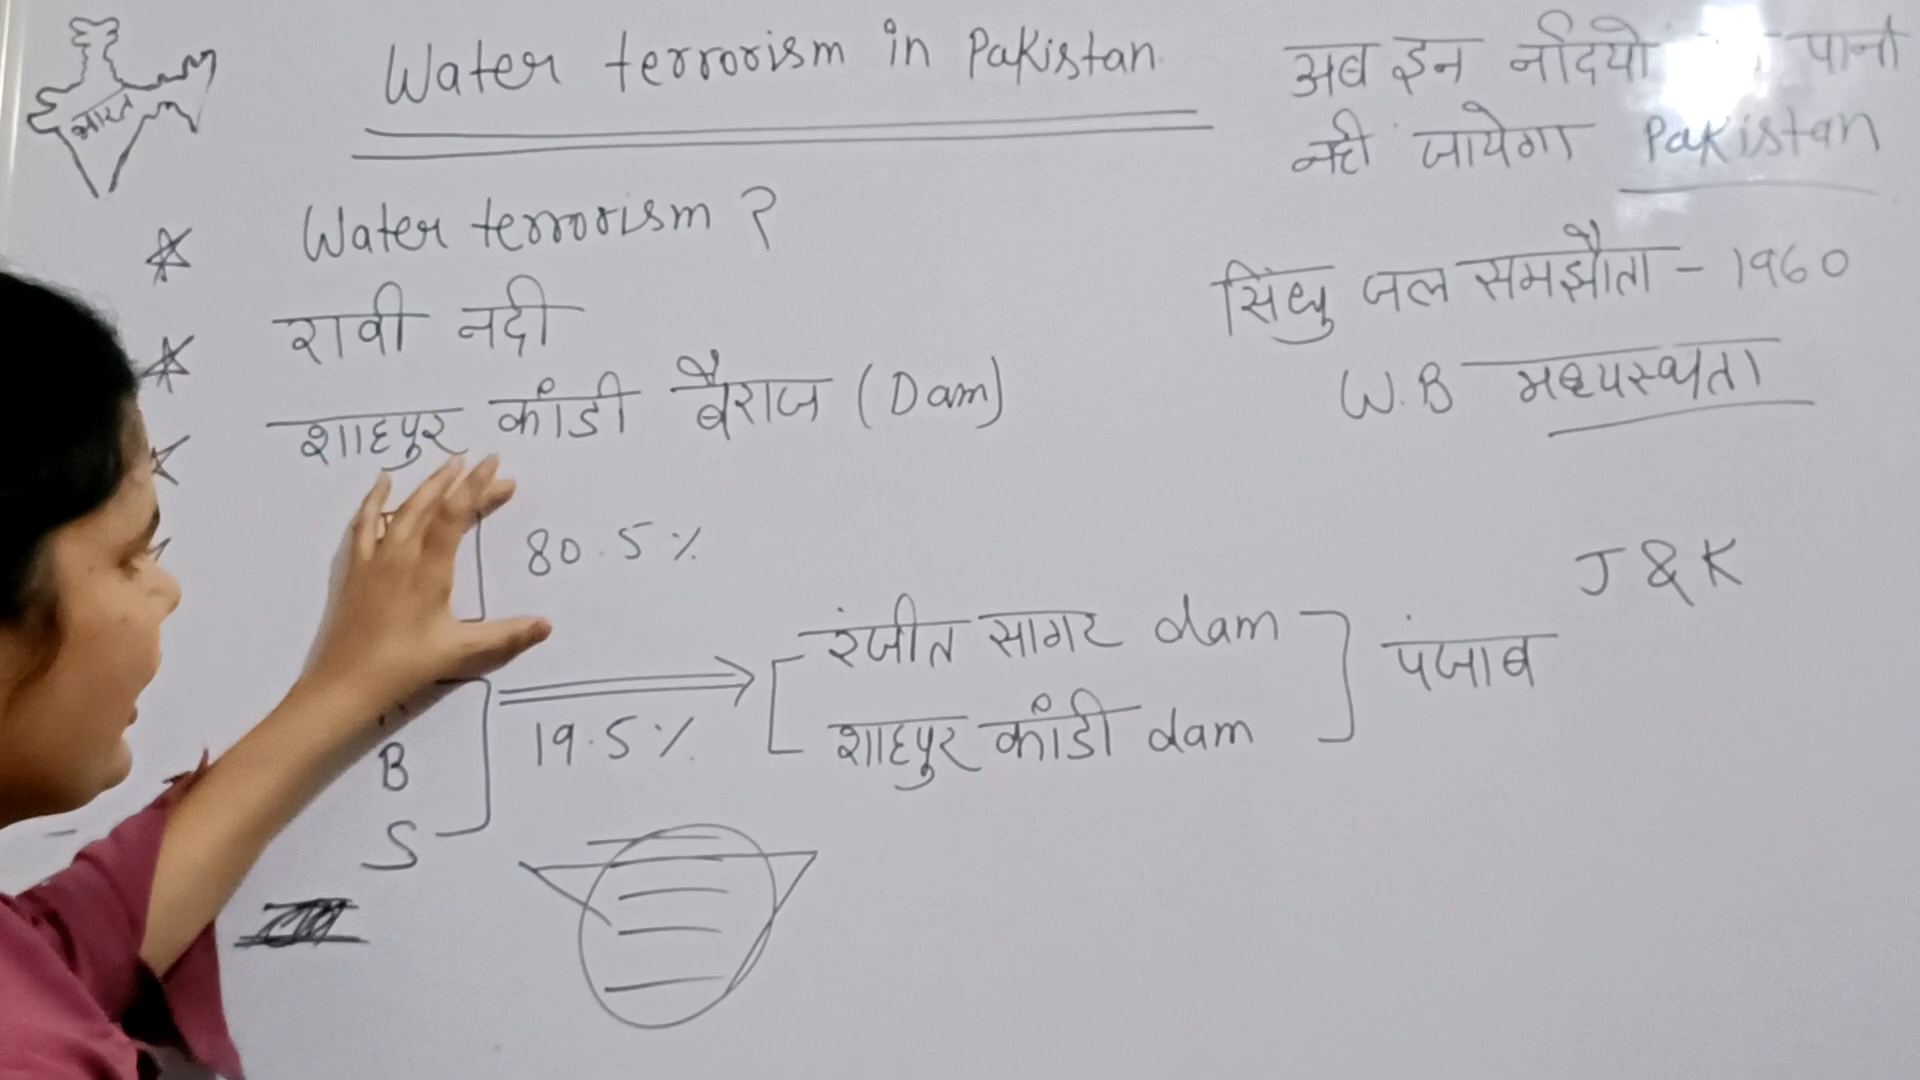 भारत
Water terrorism in Pakistan
अब इन नदियो पानी
नही जायेगा Pakistan
Water terrorism ?
रावी नदी
शाहपुर कांडी बैराज (Dam)
सिंधु जल समझौता - 1960
W.B मध्यस्थता
80.5%
J & K
19.5%
रंजीत सागर dam
शाहपुर कांडी dam
पंजाब
B
S